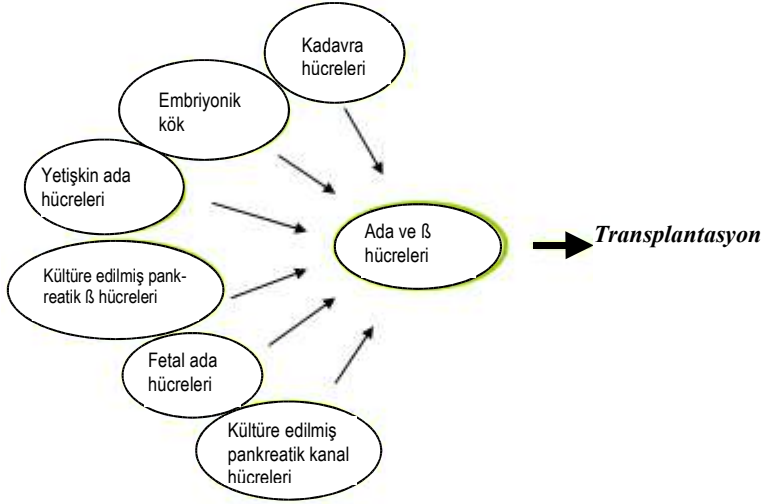 Kadavra
hücreleri
Embriyonik
kök
Yetişkin ada
hücreleri
Ada ve ß
hücreleri
Transplantasyon
Kültüre edilmiş pank-
reatik ß hücreleri
Fetal ada
hücreleri
Kültüre edilmiş
pankreatik kanal
hücreleri